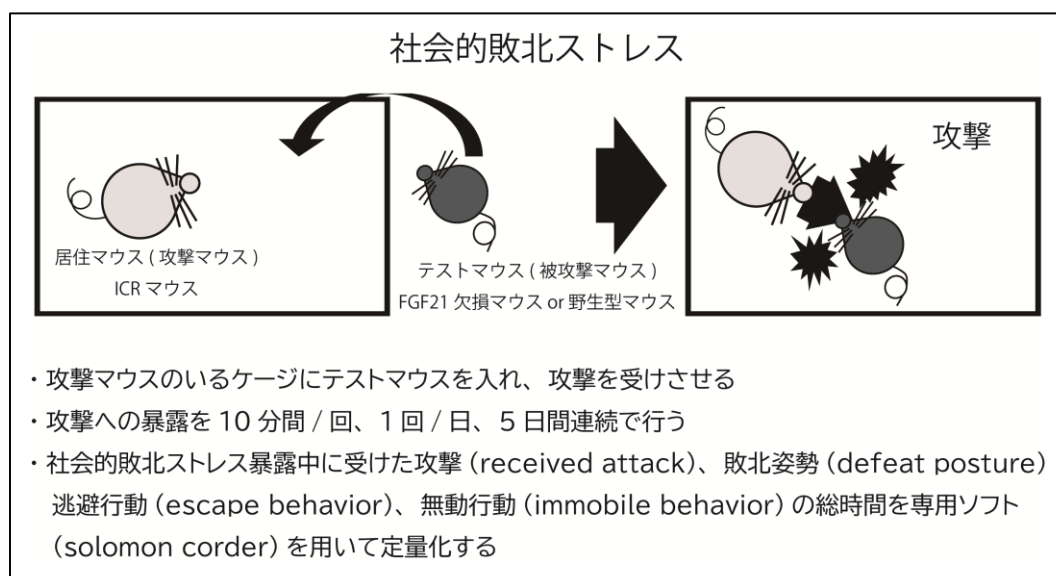 社会的敗北ストレス
攻撃
居住マウス ( 攻撃マウス )
ICR マウス
テストマウス ( 被攻撃マウス )
FGF21 欠損マウス or 野生型マウス
・攻撃マウスのいるケージにテストマウスを入れ、攻撃を受けさせる
・攻撃への暴露を 10 分間 / 回、1 回 / 日、5 日間連続で行う
・社会的敗北ストレス暴露中に受けた攻撃 (received attack)、敗北姿勢 (defeat posture)
逃避行動 (escape behavior)、無動行動 (immobile behavior) の総時間を専用ソフト
(solomon corder) を用いて定量化する